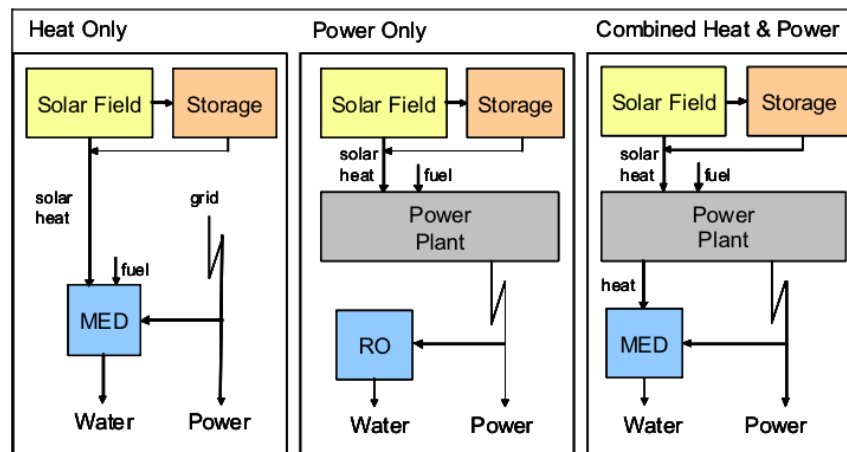 Heat Only
Solar Field
Storage
solar
heat
grid
fuel
MED
Water
Power
Power Only
Solar Field
Storage
solar
heat
fuel
Power
Plant
RO
Water
Power
Combined Heat & Power
Solar Field
Storage
solar
heat
fuel
Power
Plant
heat
MED
Water
Power